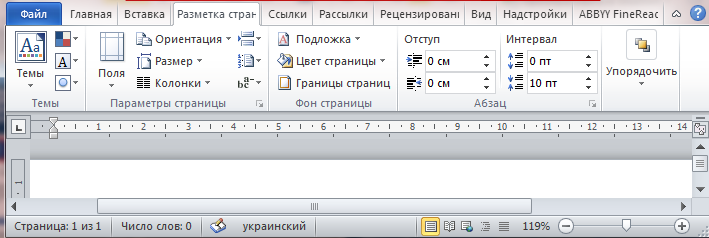 Файл Главная Вставка Разметка стран Ссылки Рассылки Рецензировани Вид Надстройки ABBYY FineReac
Темы
Aa
A
Темы
Поля
Ориентация
Размер
Колонки
Параметры страницы
Подложка
Цвет страницы
Границы страниц
Фон страницы
Отступ Интервал
0 см 0 пт
0 см 10 пт
Абзац
Упорядочить
1 2 3 4 5 6 7 8 9 10 11 12 13 14
1
Страница: 1 из 1 Число слов: 0 украинский 119%